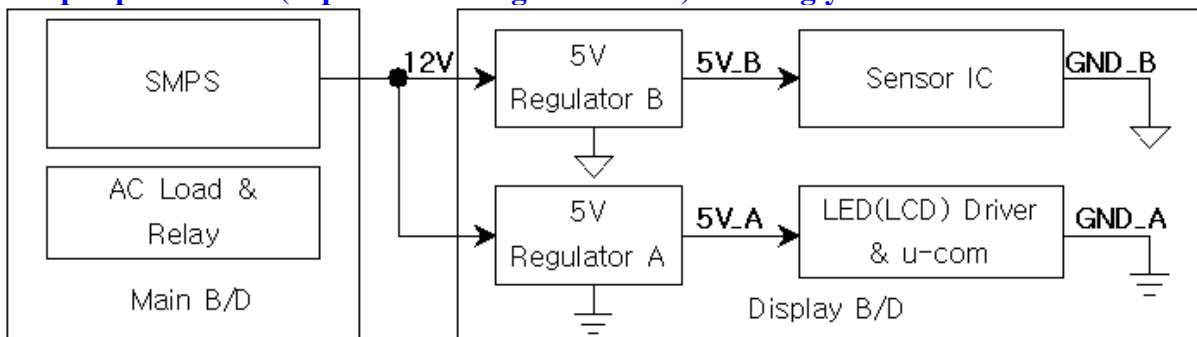 SMPS
AC Load &
Relay
Main B/D
12V
5V
Regulator B
5V_B
Sensor IC
GND_B
5V
Regulator A
5V_A
LED(LCD) Driver
& u-com
GND_A
Display B/D